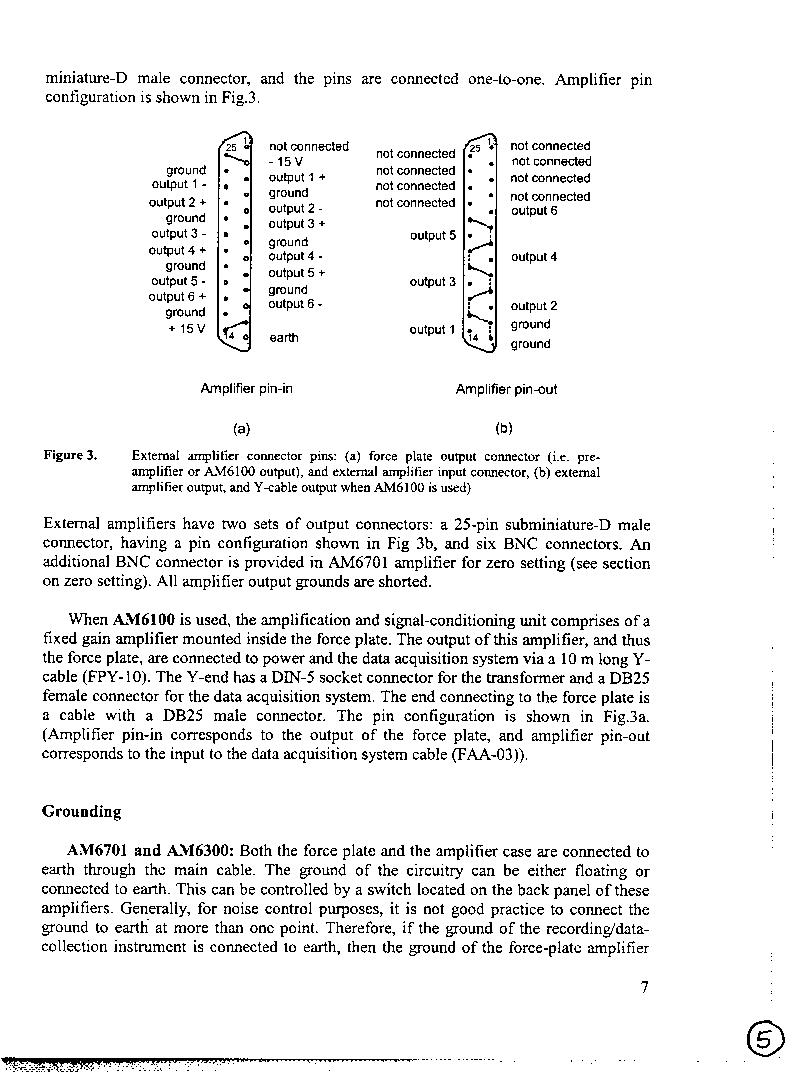 miniature-D male connector, and the pins are connected one-to-one. Amplifier pin
configuration is shown in Fig.3.
25 1
ground
output 1 -
output 2 +
ground
output 3 -
output 4 +
ground
output 5 -
output 6 +
ground
+ 15 V
14
not connected
- 15 V
output 1 +
ground
output 2 -
output 3 +
ground
output 4 -
output 5 +
ground
output 6 -
earth
Amplifier pin-in
(a)
not connected
not connected
not connected
not connected
output 5
output 3
output 1
25 1
14
not connected
not connected
not connected
not connected
output 6
output 4
output 2
ground
ground
Amplifier pin-out
(b)
Figure 3. External amplifier connector pins: (a) force plate output connector (i.e. pre-
amplifier or AM6100 output), and external amplifier input connector, (b) external
amplifier output, and Y-cable output when AM6100 is used)
External amplifiers have two sets of output connectors: a 25-pin subminiature-D male
connector, having a pin configuration shown in Fig 3b, and six BNC connectors. An
additional BNC connector is provided in AM6701 amplifier for zero setting (see section
on zero setting). All amplifier output grounds are shorted.
When AM6100 is used, the amplification and signal-conditioning unit comprises of a
fixed gain amplifier mounted inside the force plate. The output of this amplifier, and thus
the force plate, are connected to power and the data acquisition system via a 10 m long Y-
cable (FPY-10). The Y-end has a DIN-5 socket connector for the transformer and a DB25
female connector for the data acquisition system. The end connecting to the force plate is
a cable with a DB25 male connector. The pin configuration is shown in Fig.3a.
(Amplifier pin-in corresponds to the output of the force plate, and amplifier pin-out
corresponds to the input to the data acquisition system cable (FAA-03)).
Grounding
AM6701 and AM6300: Both the force plate and the amplifier case are connected to
earth through the main cable. The ground of the circuitry can be either floating or
connected to earth. This can be controlled by a switch located on the back panel of these
amplifiers. Generally, for noise control purposes, it is not good practice to connect the
ground to earth at more than one point. Therefore, if the ground of the recording/data-
collection instrument is connected to earth, then the ground of the force-plate amplifier
7
5